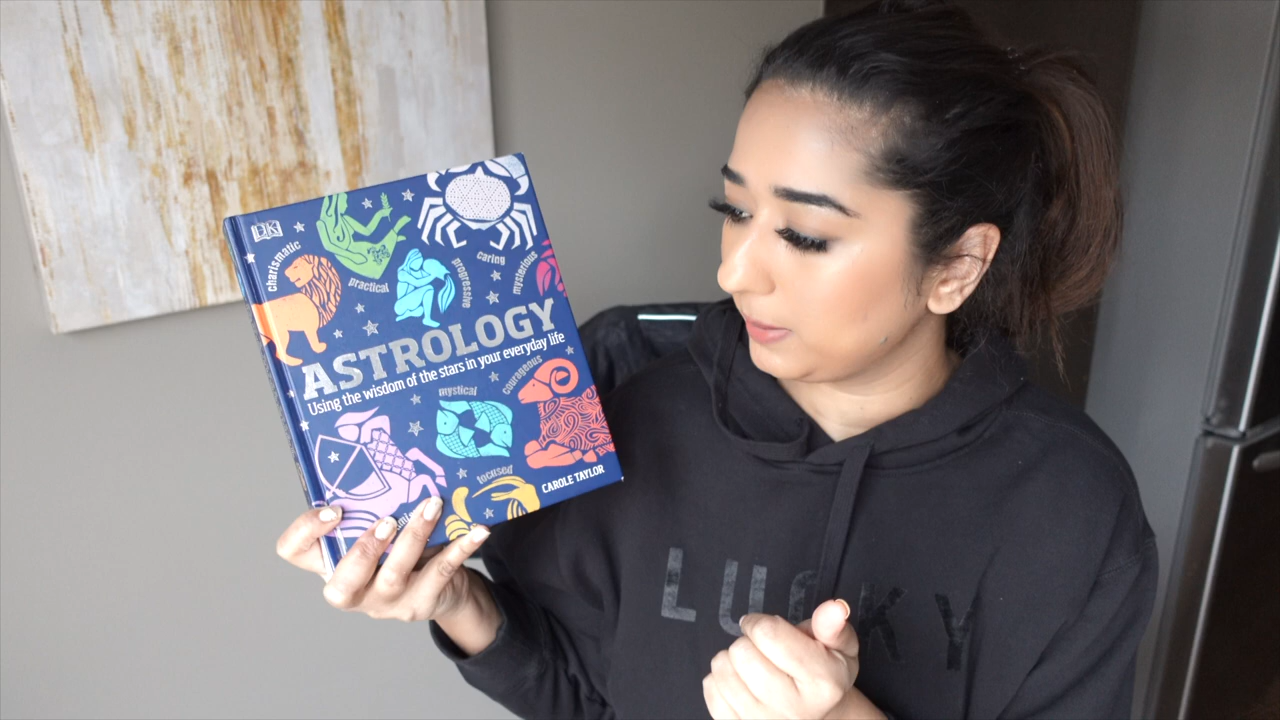 DK
charismatic
practical
progressive
caring
mysterious
ASTROLOGY
Using the wisdom of the stars in your everyday life
mystical
courageous
focused
CAROLE TAYLOR
LUCKY